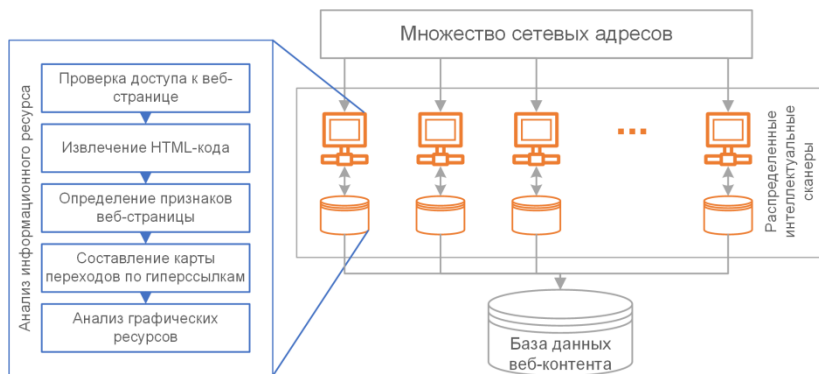 Множество сетевых адресов
Анализ информационного ресурса
Проверка доступа к веб-
странице
Извлечение HTML-кода
Определение признаков
веб-страницы
Составление карты
переходов по гиперссылкам
Анализ графических
ресурсов
...
Распределенные
интеллектуальные
сканеры
База данных
веб-контента